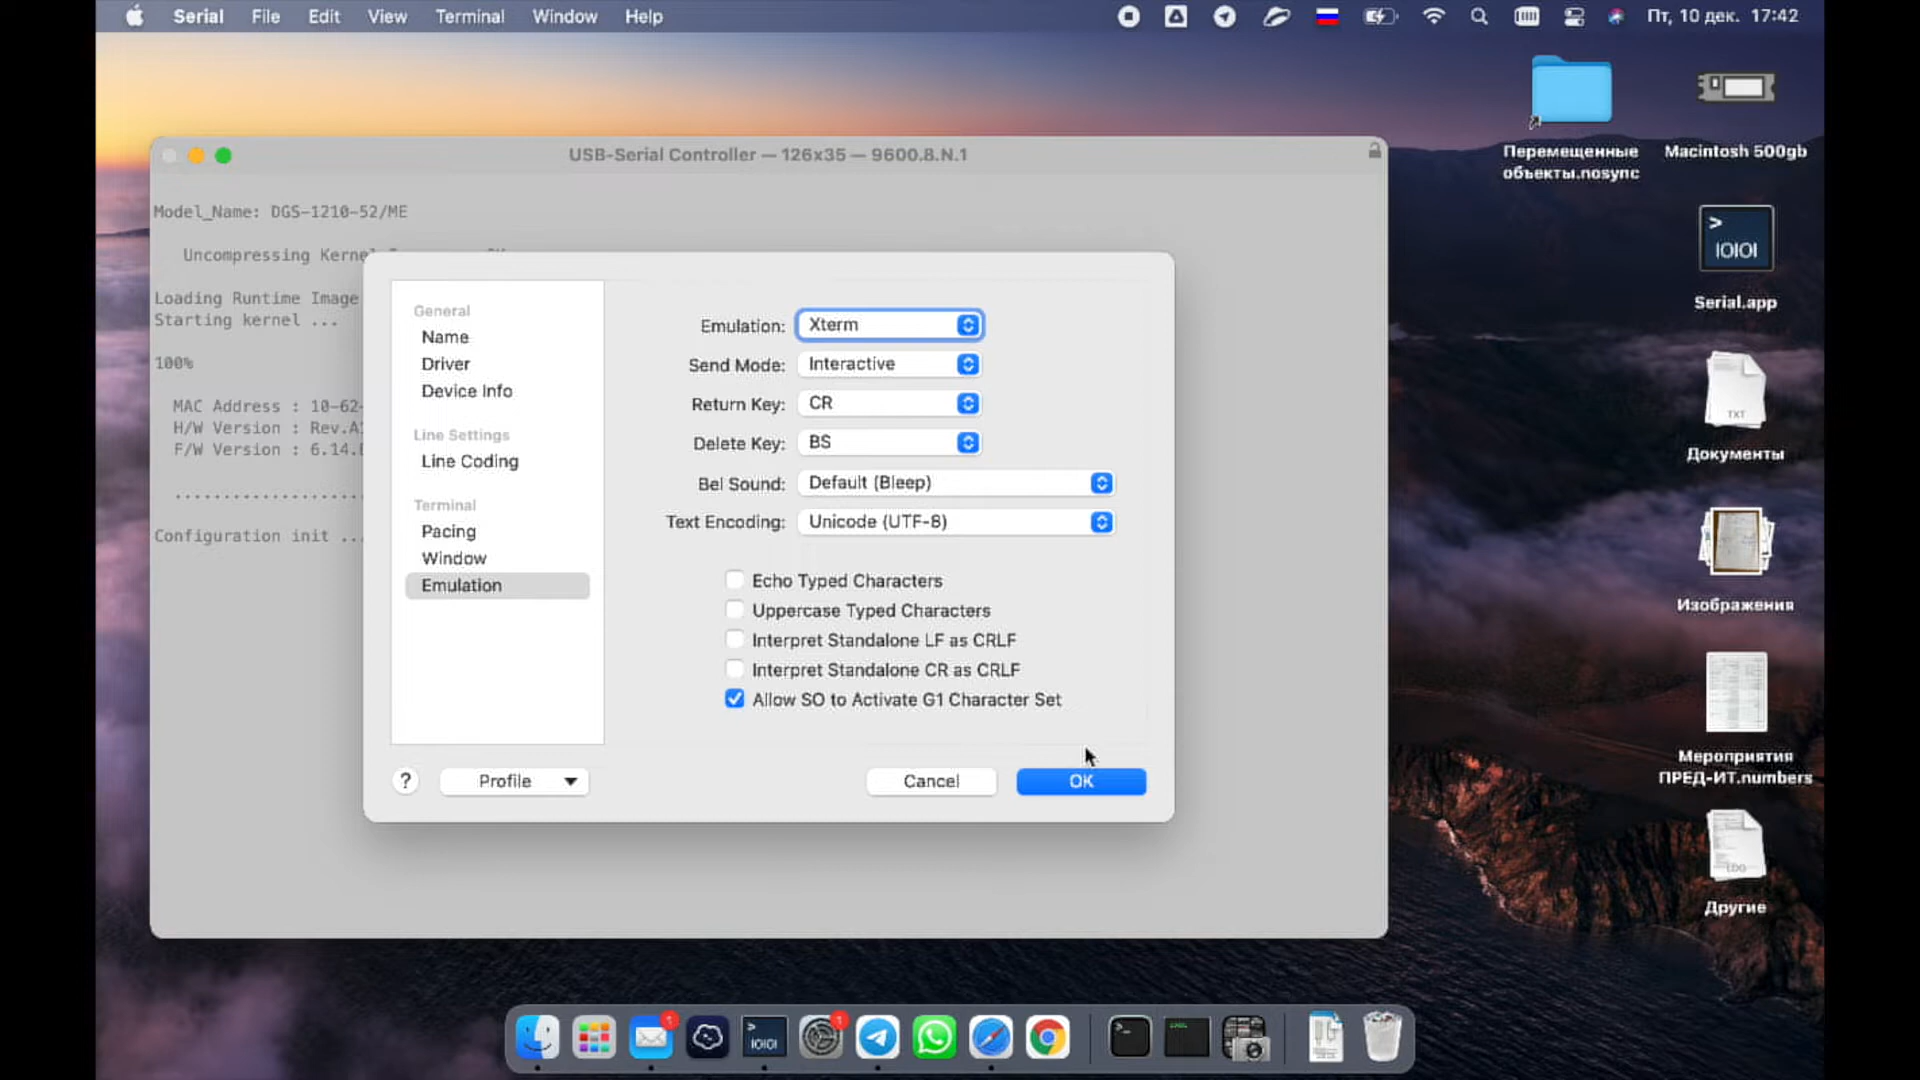 Serial File Edit View Terminal Window Help
Пт, 10 дек. 17:42
USB-Serial Controller — 126x35 — 9600.8.N.1
Model_Name: DGS-1210-52/ME
Uncompressing
Loading Runtime Image
Starting kernel ...
100%
MAC Address : 10-62-
H/W Version : Rev.A1
F/W Version : 6.14.
....................
Configuration init ...
General
Name
Driver
Device Info
Line Settings
Line Coding
Terminal
Pacing
Window
Emulation
Emulation: Xterm
Send Mode: Interactive
Return Key: CR
Delete Key: BS
Bel Sound: Default (Bleep)
Text Encoding: Unicode (UTF-8)
Echo Typed Characters
Uppercase Typed Characters
Interpret Standalone LF as CRLF
Interpret Standalone CR as CRLF
Allow SO to Activate G1 Character Set
?
Profile
Cancel
OK
Перемещенные
объекты.nosync
Macintosh 500gb
>
IOIOI
Serial.app
TXT
Документы
Изображения
Мероприятия
ПРЕД-ИТ.numbers
Другие
1
>
IOIOI
1